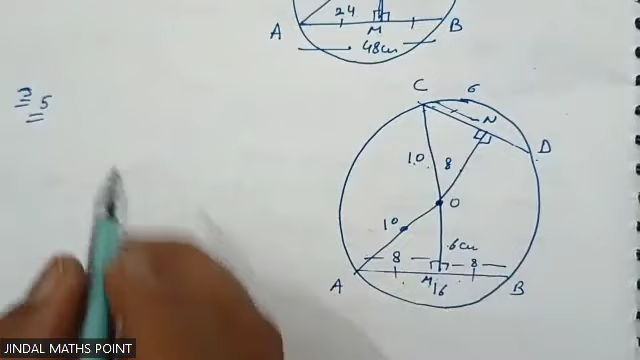 24
A M B
48cm
5
C 6
N
D
10 8
O
10
6cm
8 8
A M 16 B
JINDAL MATHS POINT